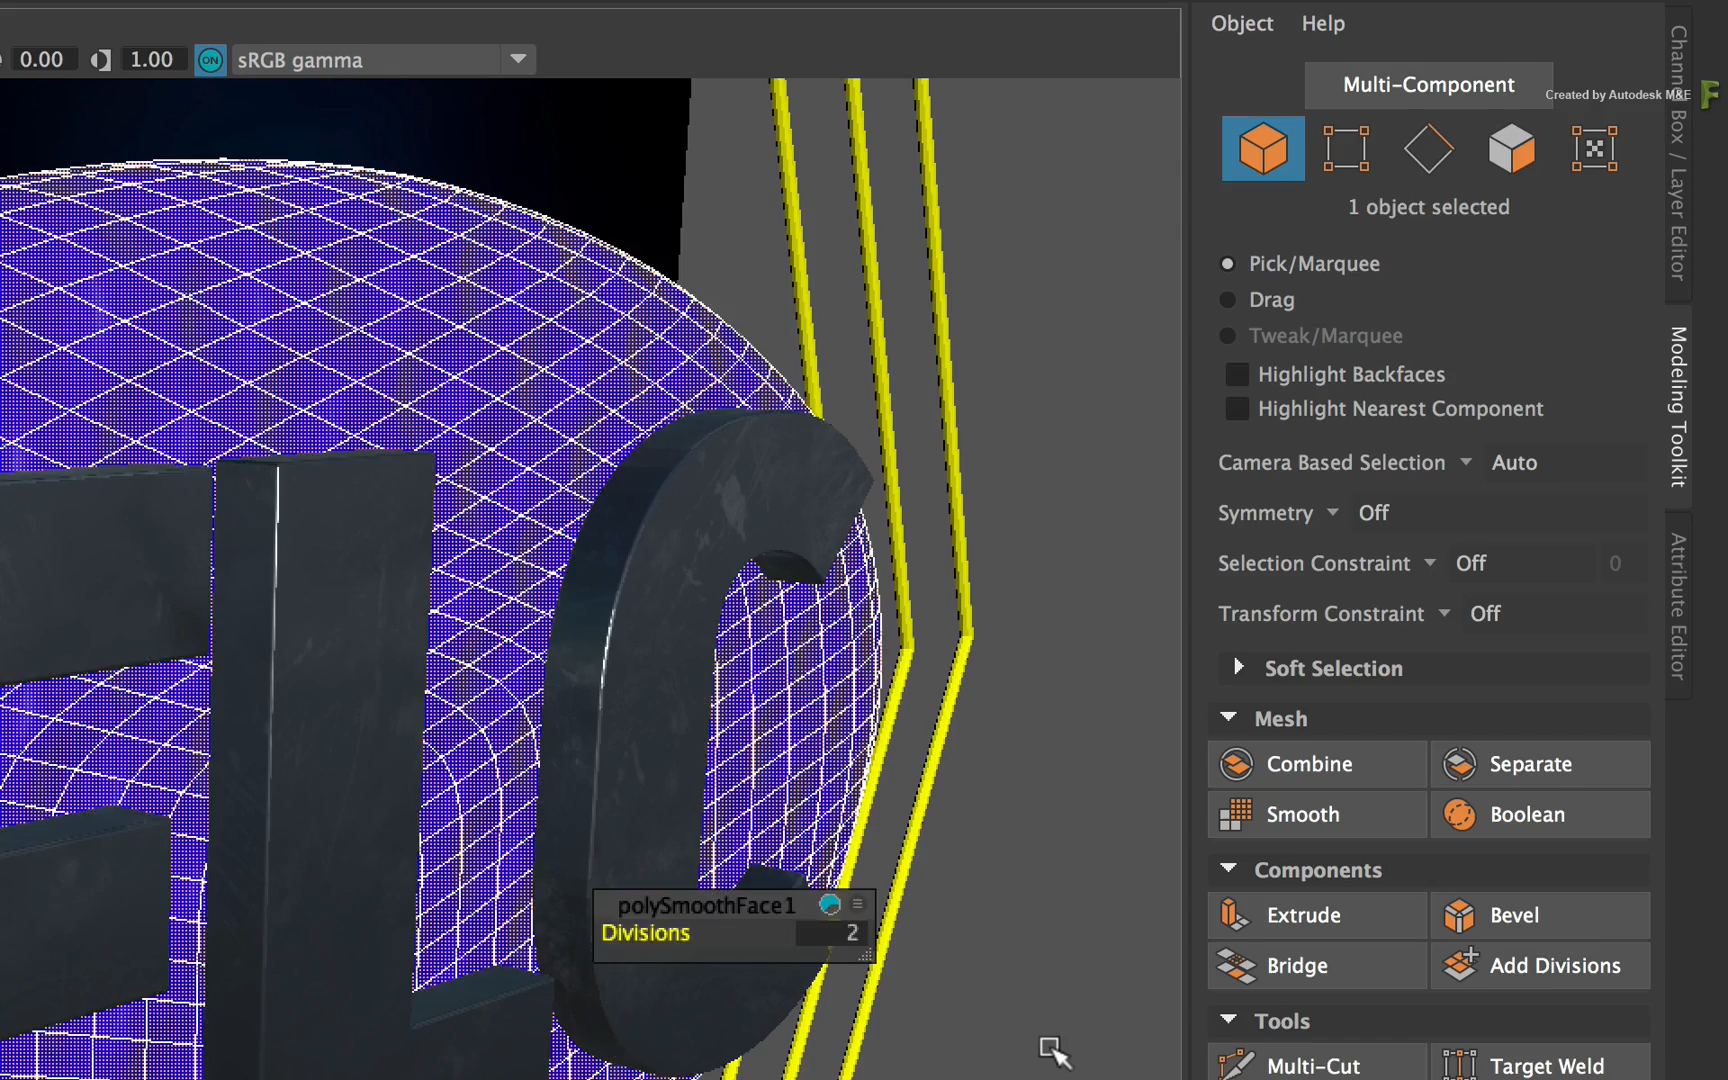 Object Help
0.00 1.00 ON sRGB gamma
Multi-Component
Created by Autodesk M&E
1 object selected
Pick/Marquee
Drag
Tweak/Marquee
Highlight Backfaces
Highlight Nearest Component
Camera Based Selection Auto
Symmetry Off
Selection Constraint Off 0
Transform Constraint Off
Soft Selection
Mesh
Combine Separate
Smooth Boolean
Components
Extrude Bevel
Bridge Add Divisions
Tools
Multi-Cut Target Weld
polySmoothFace1
Divisions 2
Channel Box / Layer Editor
Modeling Toolkit
Attribute Editor